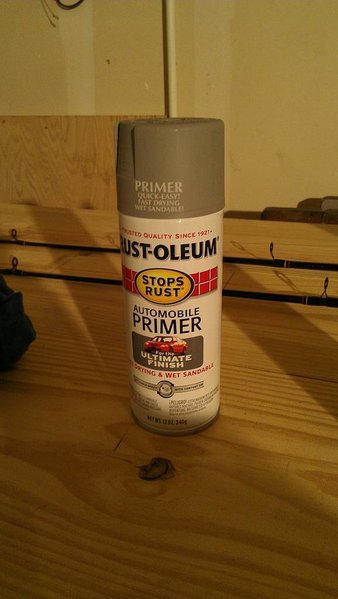 PRIMER
QUICK-EASY!
FAST DRYING
WET SANDABLE!
TRUSTED QUALITY SINCE 1921
RUST-OLEUM
STOPS
RUST
AUTOMOBILE
PRIMER
For the
ULTIMATE
FINISH
DRYING & WET SANDABLE
NET WT. 12 OZ. 340g